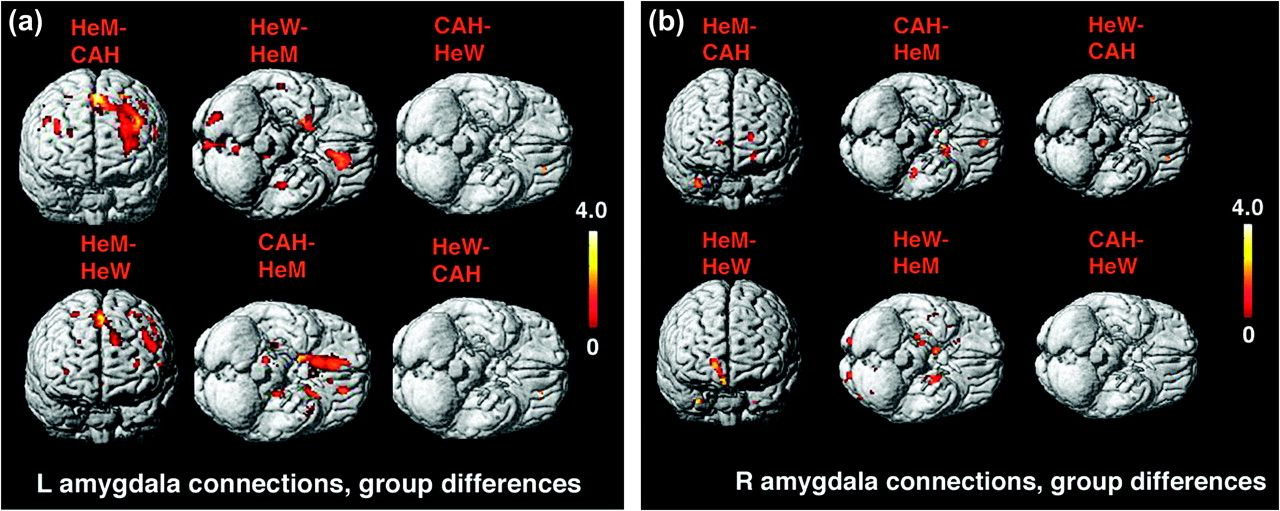 (a)
HeM-
CAH
HeW-
HeM
CAH-
HeW
4.0
0
HeM-
HeW
CAH-
HeM
HeW-
CAH
L amygdala connections, group differences
(b)
HeM-
CAH
CAH-
HeM
HeW-
CAH
4.0
0
HeM-
HeW
HeW-
HeM
CAH-
HeW
R amygdala connections, group differences